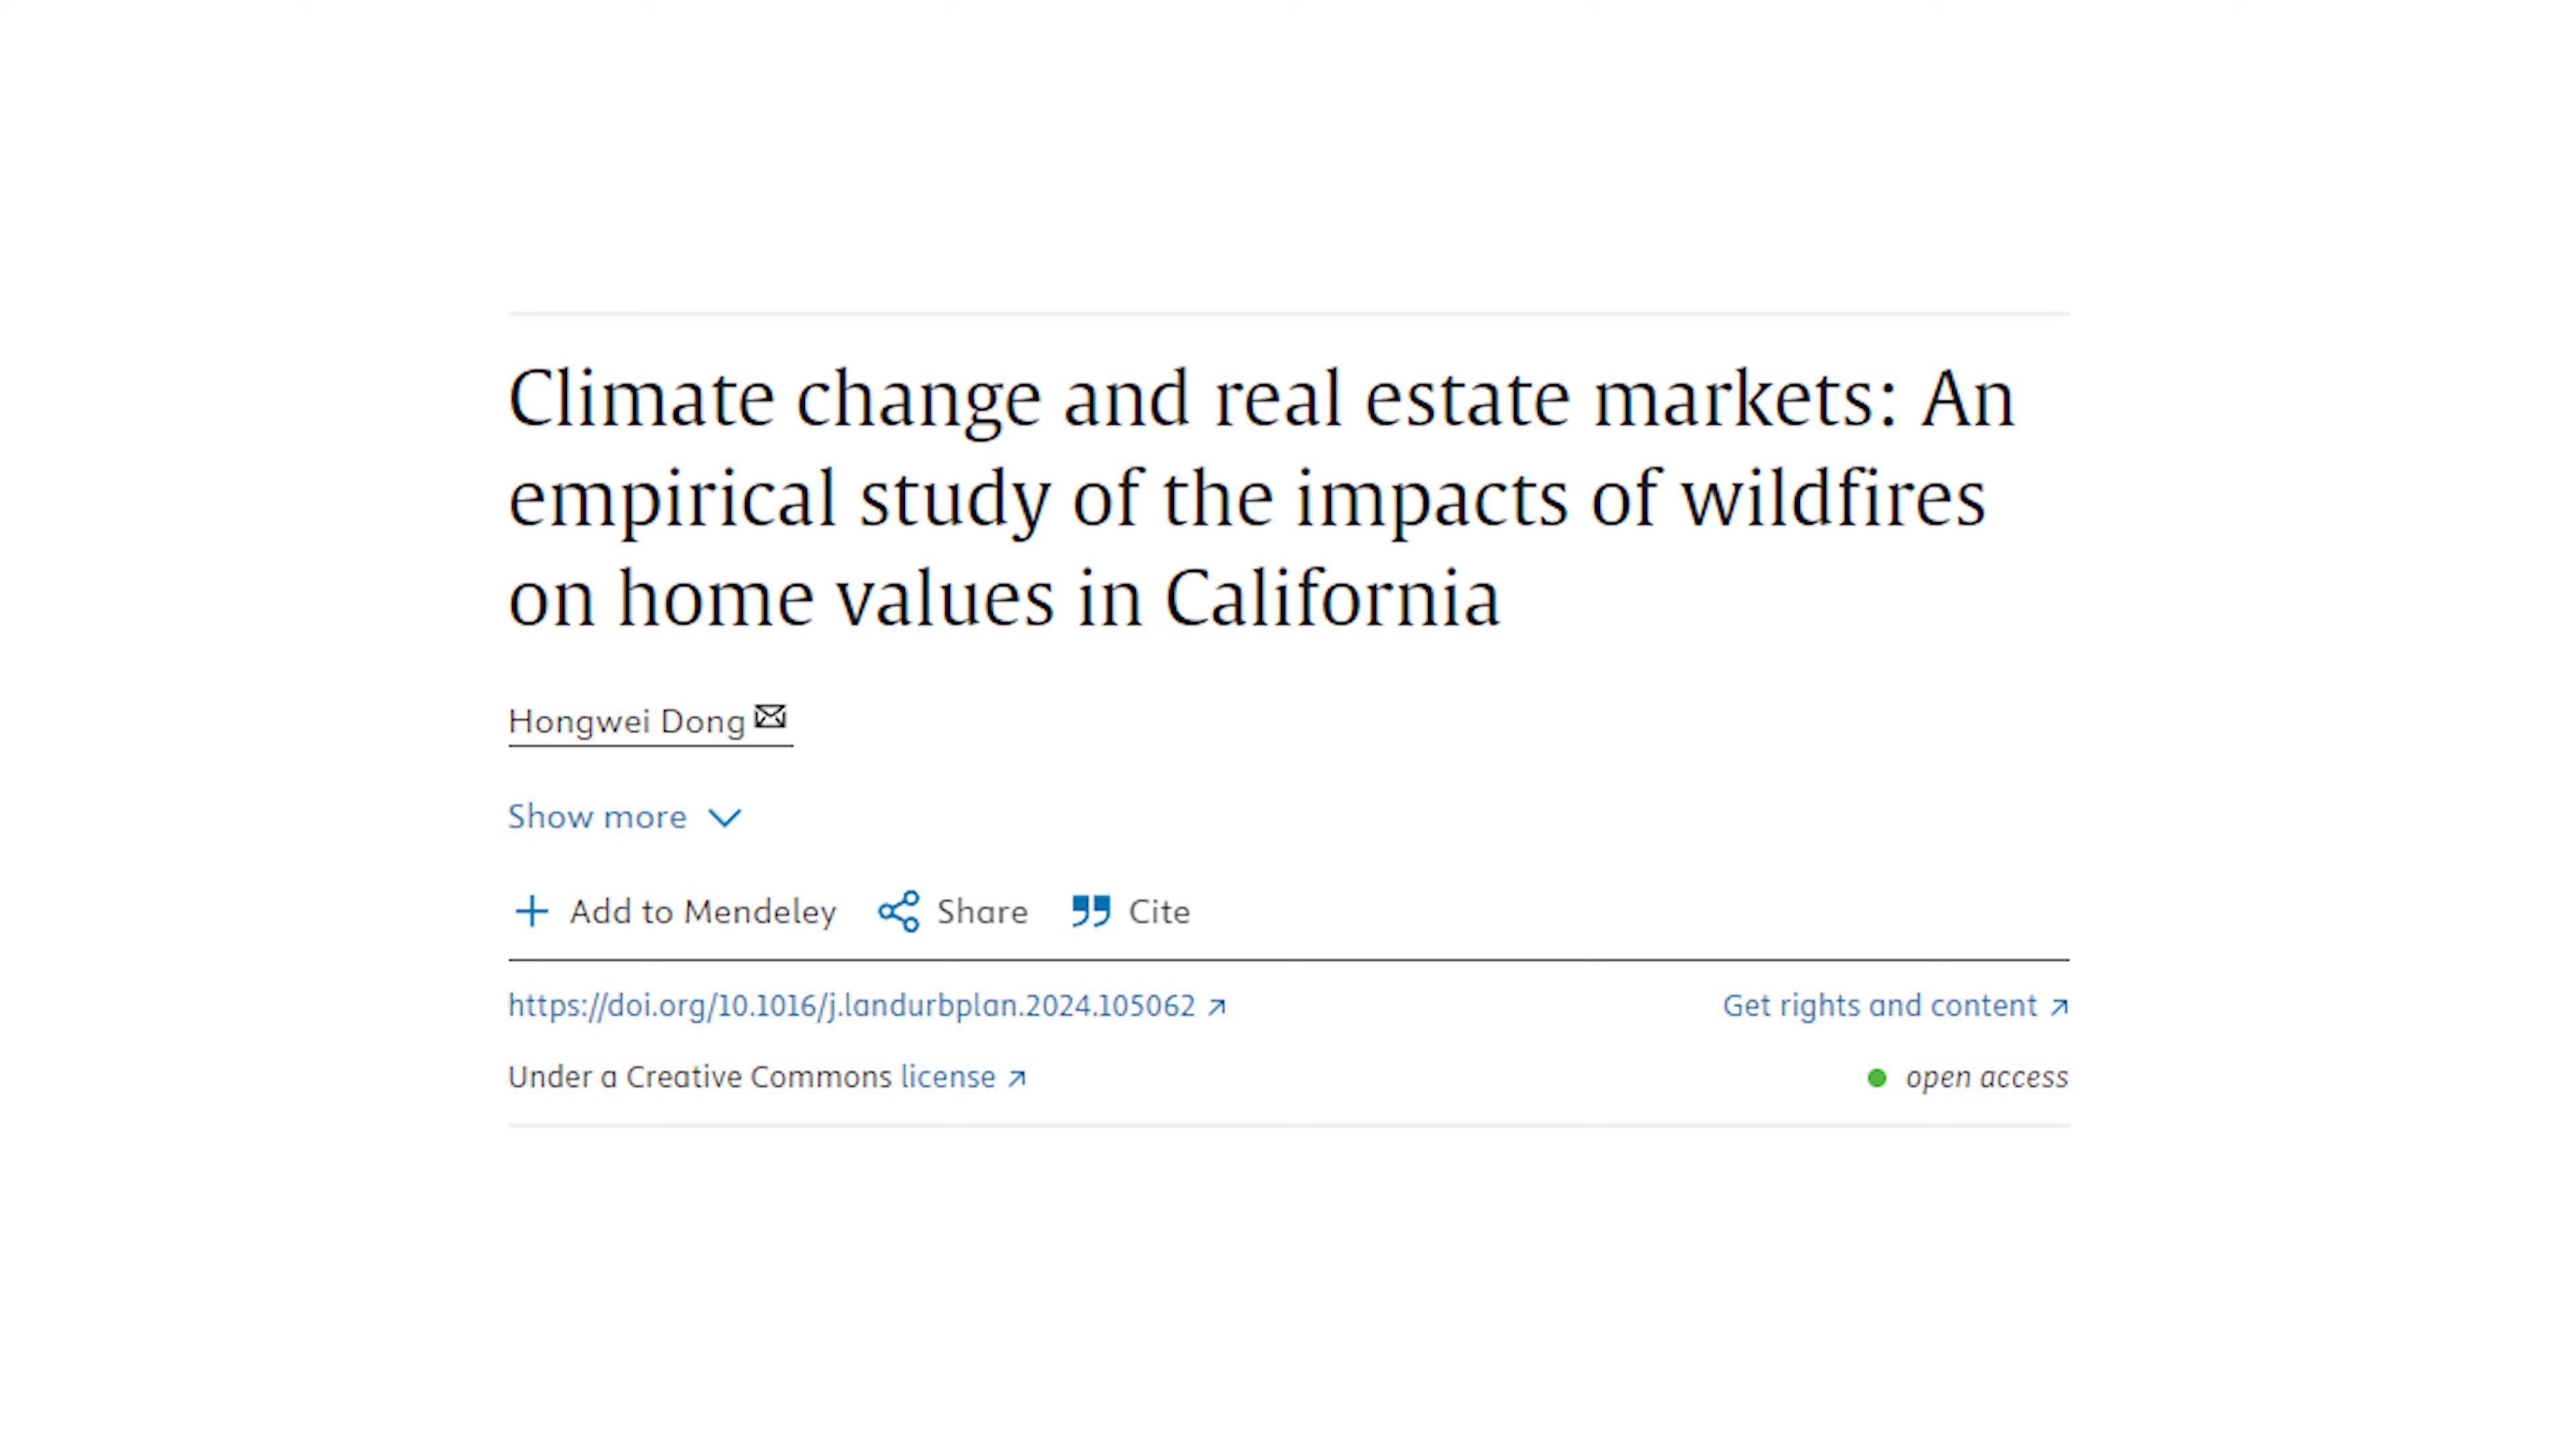 Climate change and real estate markets: An
empirical study of the impacts of wildfires
on home values in California
Hongwei Dong
Show more
Add to Mendeley Share Cite
https://doi.org/10.1016/j.landurbplan.2024.105062 Get rights and content
Under a Creative Commons license open access